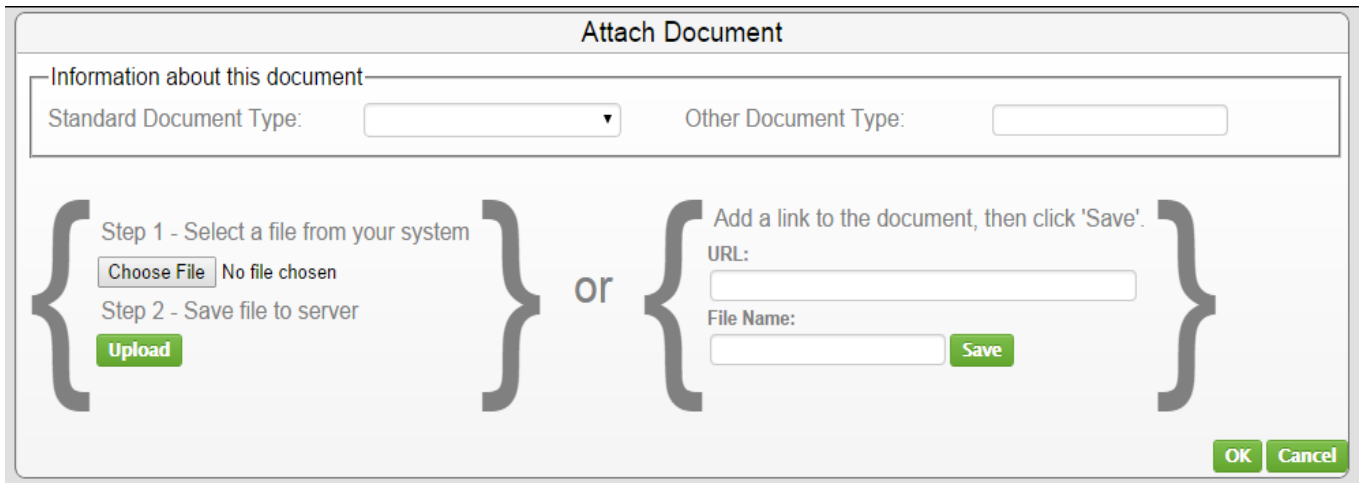 Attach Document
Information about this document
Standard Document Type:
Other Document Type:
Step 1 - Select a file from your system
Choose File No file chosen
Step 2 - Save file to server
Upload
or
Add a link to the document, then click 'Save'.
URL:
File Name:
Save
OK Cancel